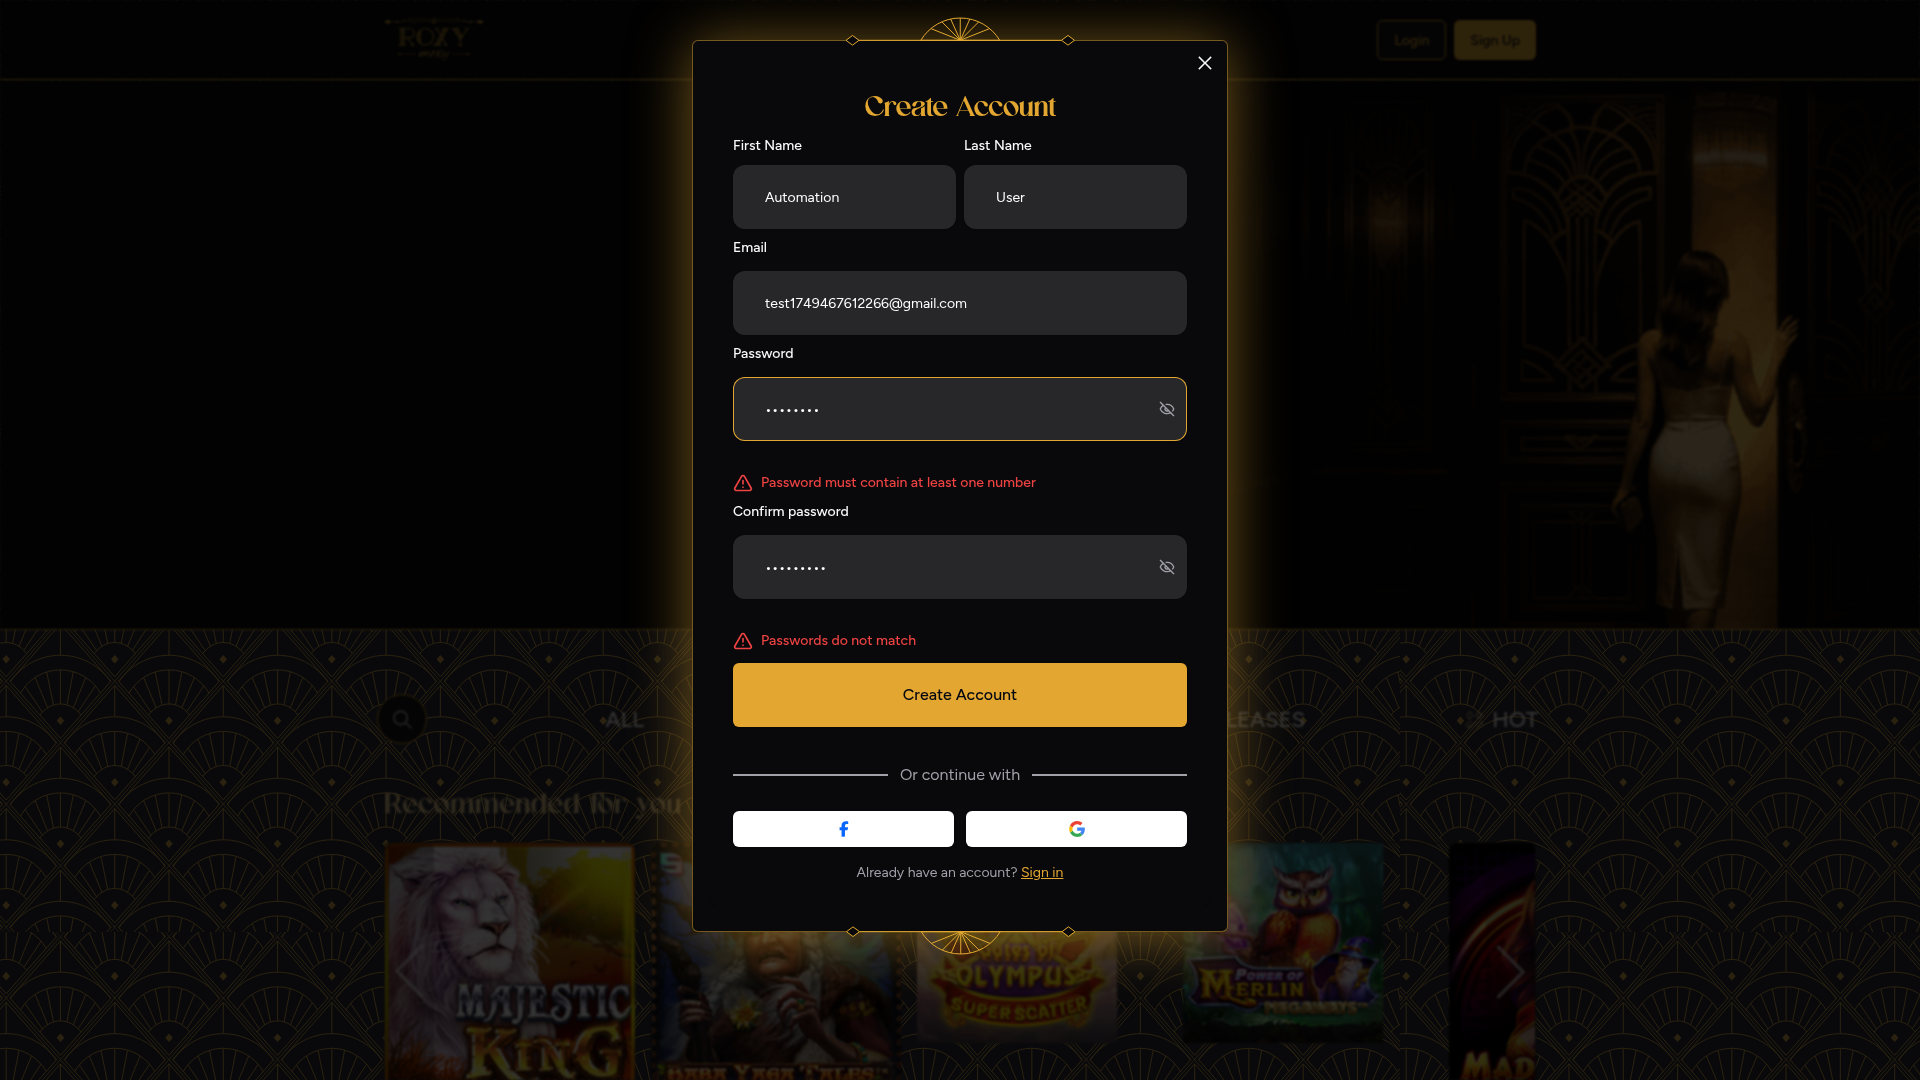 ROXY
Login
Sign Up
Create Account
First Name
Last Name
Automation
User
Email
test1749467612266@gmail.com
Password
••••••••
Password must contain at least one number
Confirm password
•••••••••
Passwords do not match
Create Account
ALL
LEASES
HOT
Or continue with
Recommended for you
Already have an account? Sign in
MAJESTIC
KING
BABA YAGA TALES
OLYMPUS
SUPER SCATTER
POWER OF
MERLIN
MEGAWAYS
MAD